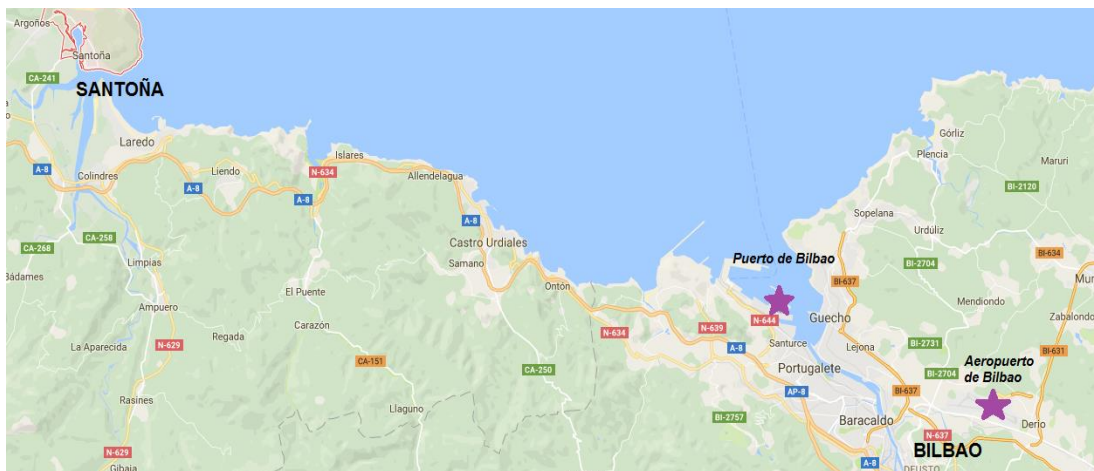 Argoños
Santoña
CA-241
SANTOÑA
Laredo
A-8
Colindres
Liendo
A-8
N-634
Islares
Allendelagua
CA-268
CA-258
Limpias
Bádames
Ampuero
La Aparecida
N-629
Regada
Rasines
N-629
Gibaja
El Puente
Carazón
CA-151
Llaguno
A-8
Castro Urdiales
Samano
Ontón
CA-250
N-634
N-639
A-8
Puerto de Bilbao
N-644
Santurce
Portugalete
AP-8
BI-2757
Baracaldo
A-8
Guecho
Lejona
BI-637
BI-637
N-637
BILBAO
DEUSTO
Górliz
Plencia
Maruri
BI-2120
Sopelana
Urdúliz
BI-2704
BI-634
Mun
Mendiondo
Zabalondo
BI-2731
BI-2704
BI-631
Aeropuerto
de Bilbao
Derio